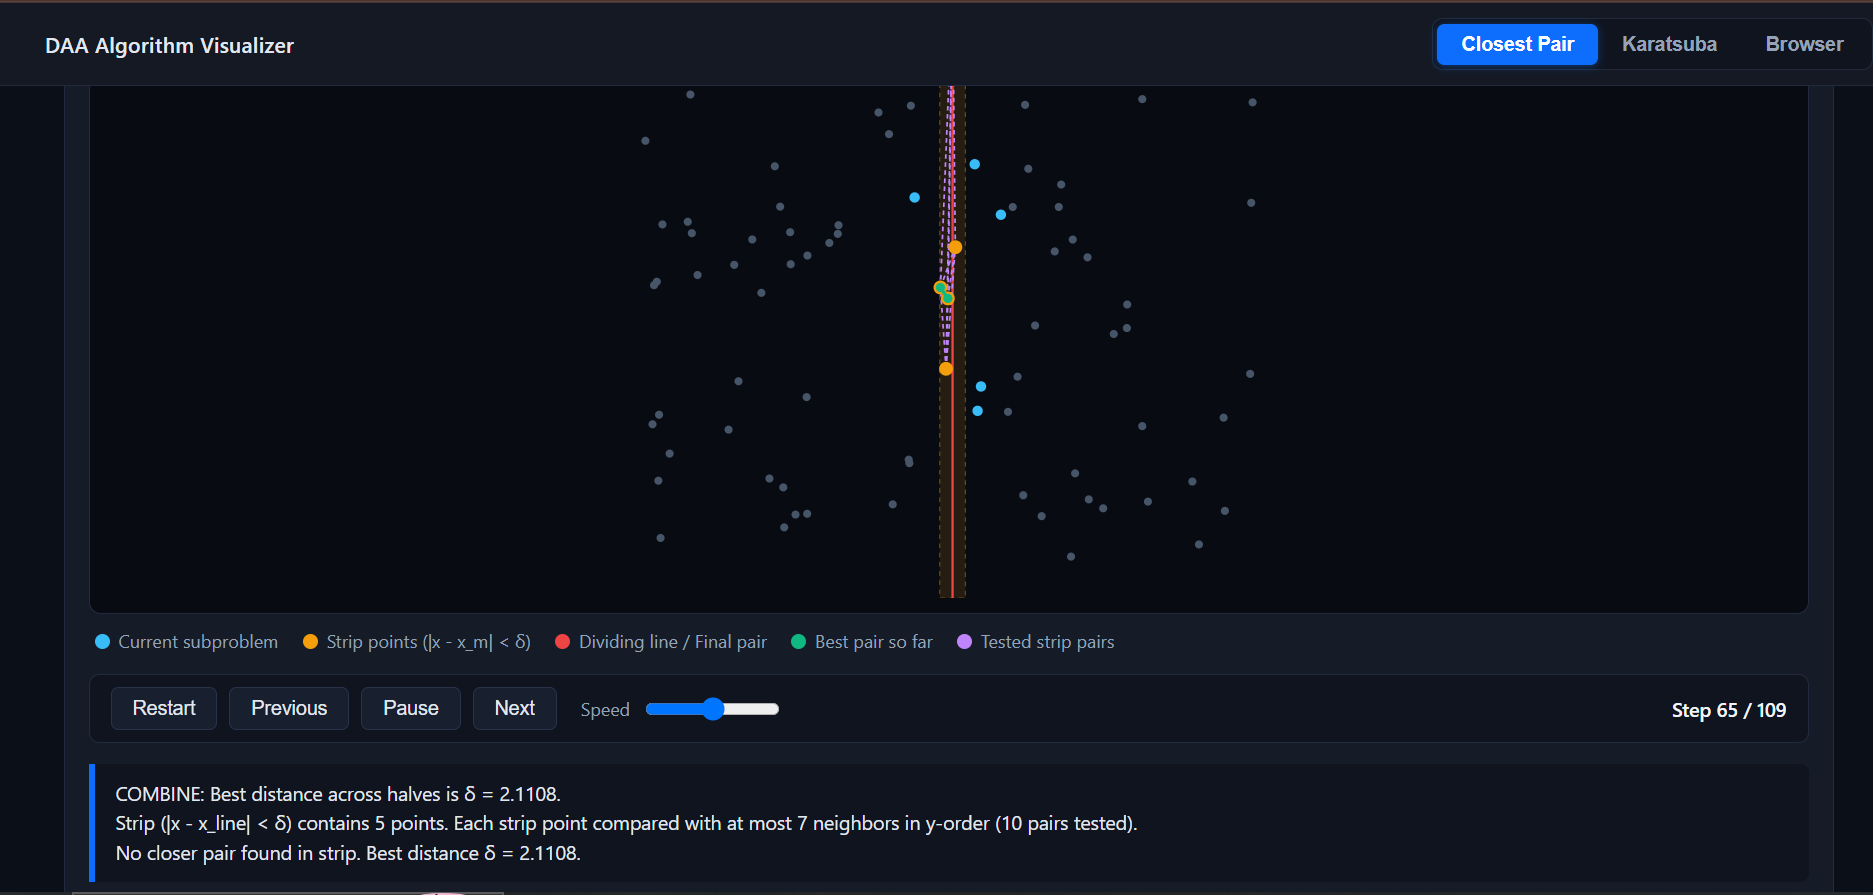 DAA Algorithm Visualizer
Closest Pair
Karatsuba
Browser
Current subproblem
Strip points (|x - x_m| < δ)
Dividing line / Final pair
Best pair so far
Tested strip pairs
Restart
Previous
Pause
Next
Speed
Step 65 / 109
COMBINE: Best distance across halves is δ = 2.1108.
Strip (|x - x_line| < δ) contains 5 points. Each strip point compared with at most 7 neighbors in y-order (10 pairs tested).
No closer pair found in strip. Best distance δ = 2.1108.